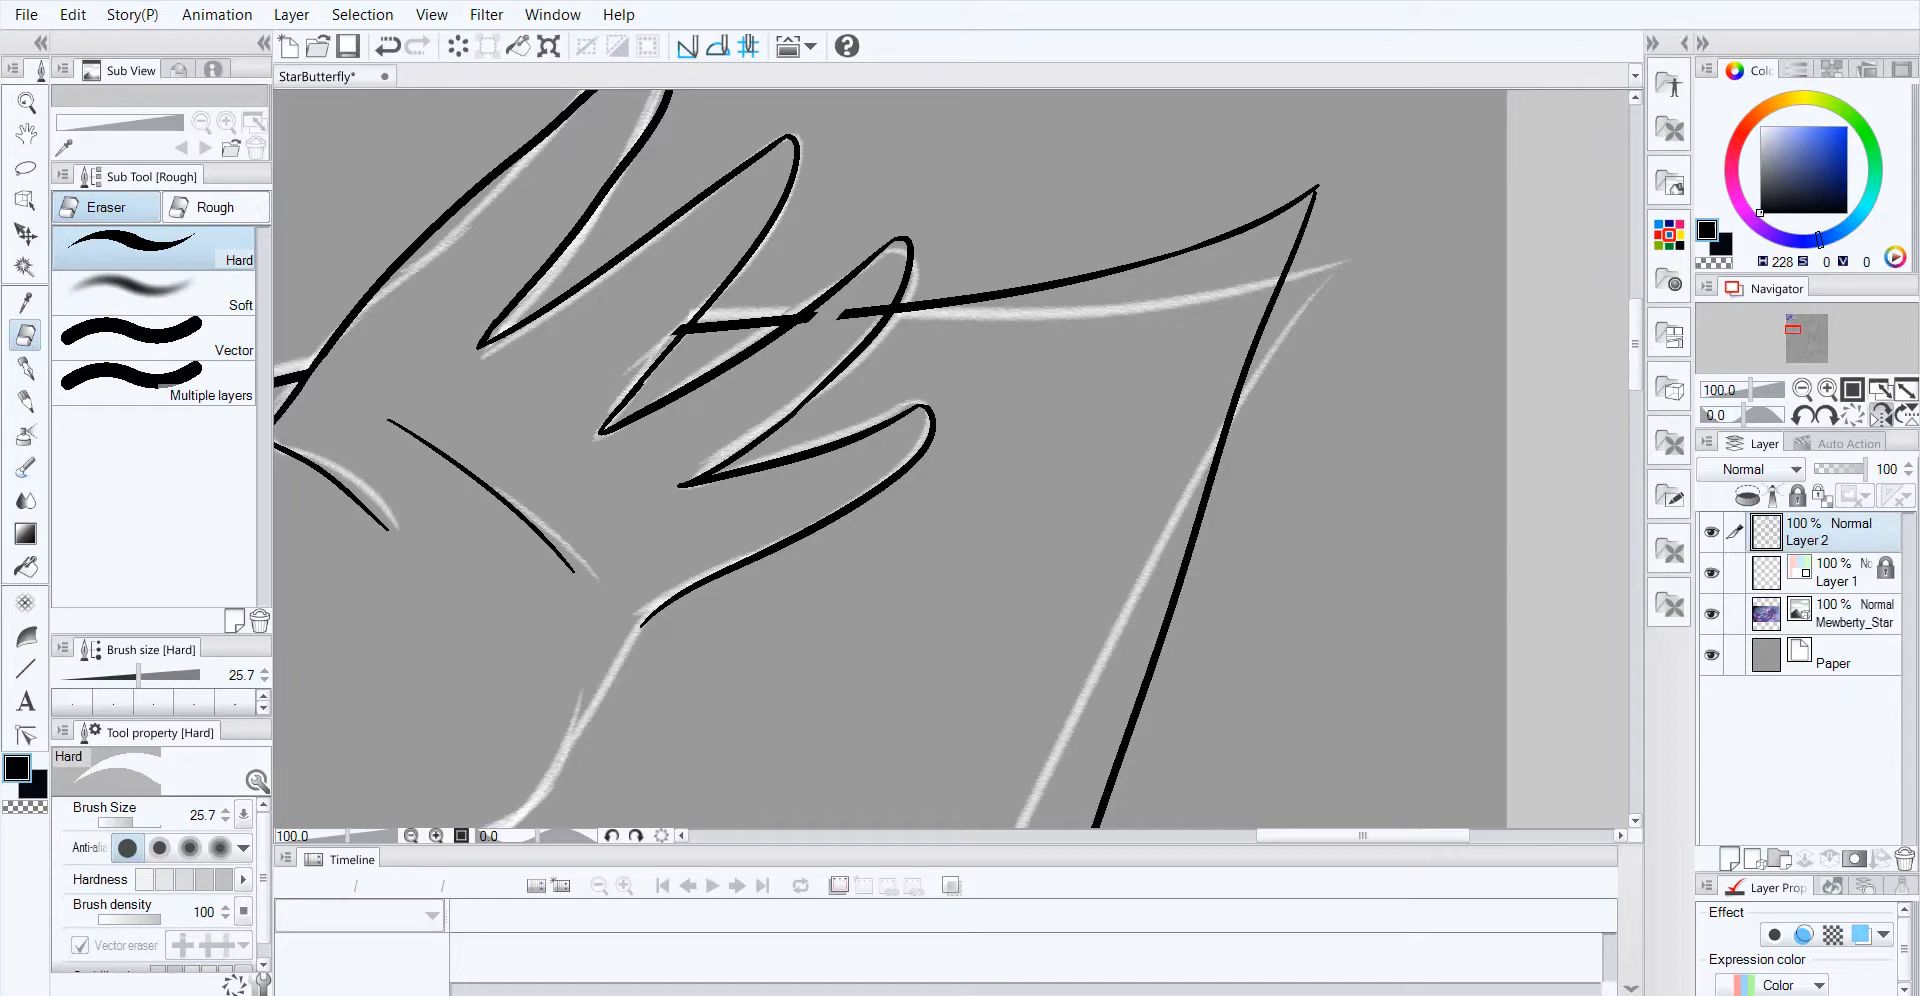 File Edit Story(P) Animation Layer Selection View Filter Window Help
Sub View
StarButterfly*
Sub Tool [Rough]
Eraser
Rough
Hard
Soft
Vector
Multiple layers
Brush size [Hard]
25.7
Tool property [Hard]
Hard
Brush Size
25.7
Anti-ali
Hardness
Brush density
100
Vector eraser
100.0
0.0
Timeline
/ /
Colo
H 228 S 0 V 0
Navigator
100.0
0.0
Layer
Auto Action
Normal
100
100 % Normal
Layer 2
100 % No
Layer 1
100 % Normal
Mewberty_Star
Paper
Layer Prop
Effect
Expression color
Color